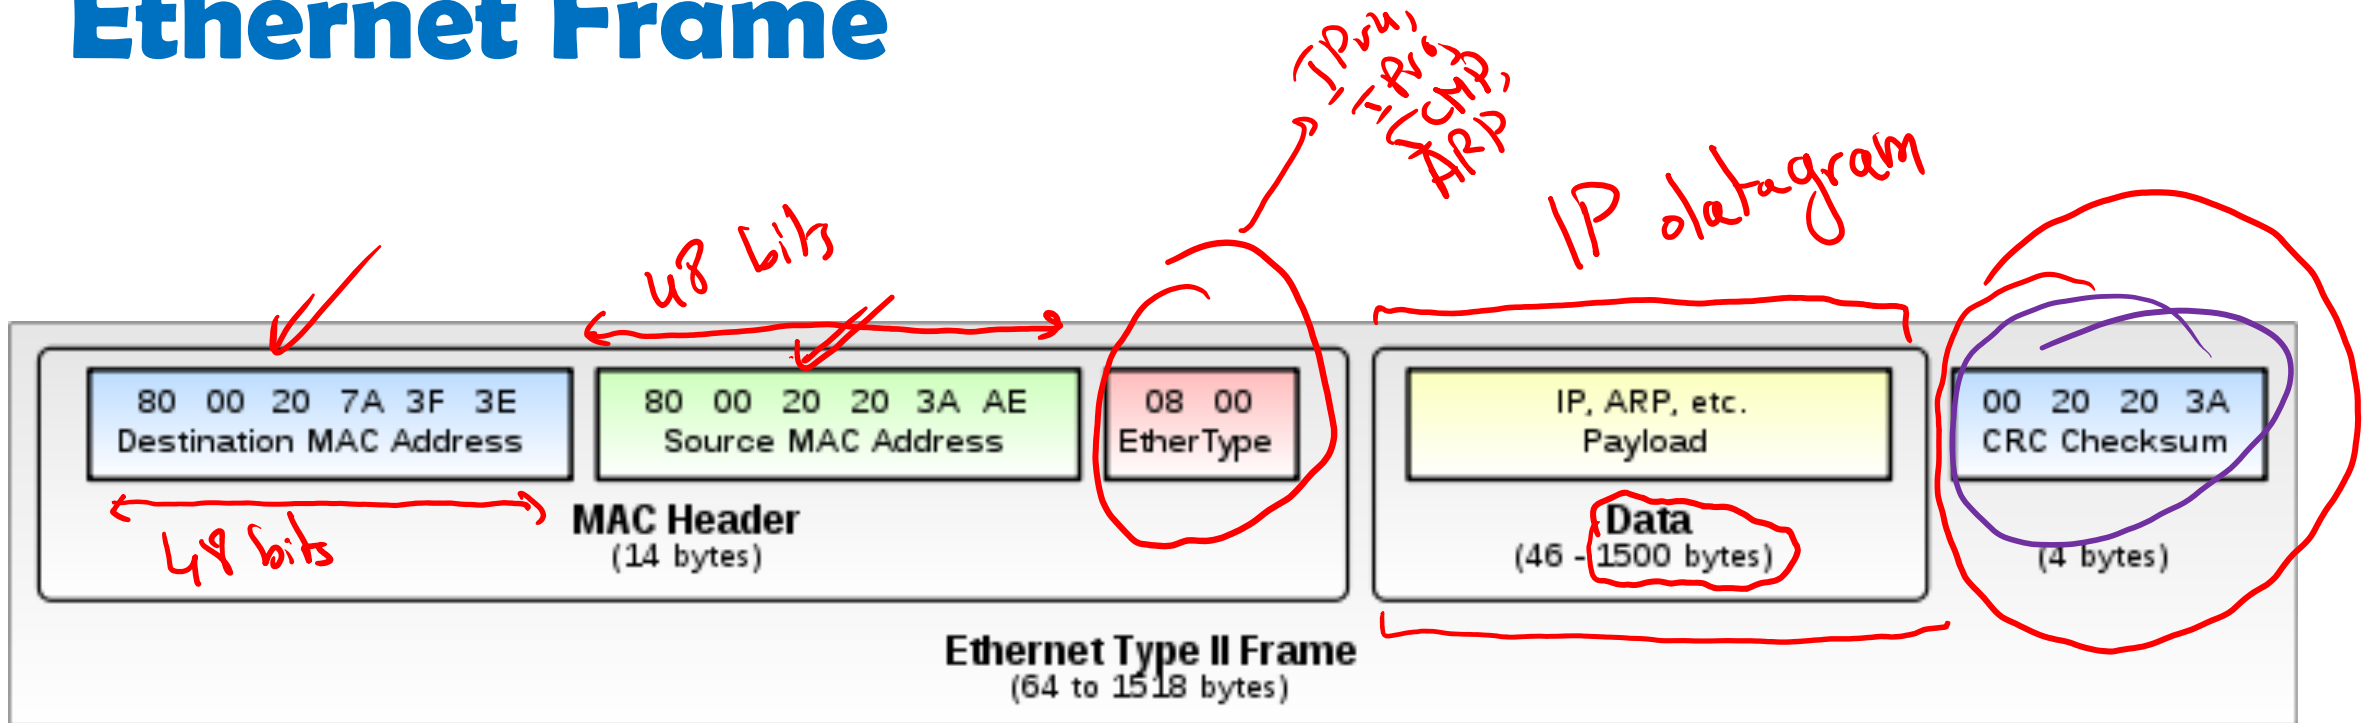 Ethernet Frame
IPv4,
IPv6,
ICMP,
ARP
IP datagram
48 bits
80 00 20 7A 3F 3E
Destination MAC Address
80 00 20 20 3A AE
Source MAC Address
08 00
EtherType
IP, ARP, etc.
Payload
00 20 20 3A
CRC Checksum
48 bits
MAC Header
(14 bytes)
Data
(46 - 1500 bytes)
(4 bytes)
Ethernet Type II Frame
(64 to 1518 bytes)